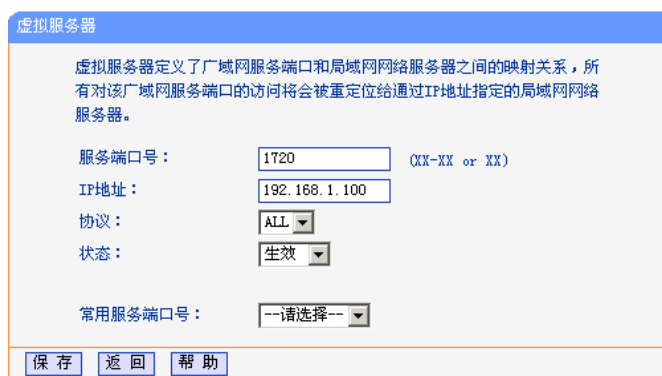 虚拟服务器
虚拟服务器定义了广域网服务端口和局域网网络服务器之间的映射关系，所
有对该广域网服务端口的访问将会被重定位给通过IP地址指定的局域网网络
服务器。
服务端口号： 1720 (XX-XX or XX)
IP地址： 192.168.1.100
协议： ALL
状态： 生效
常用服务端口号： --请选择--
保存 返回 帮助